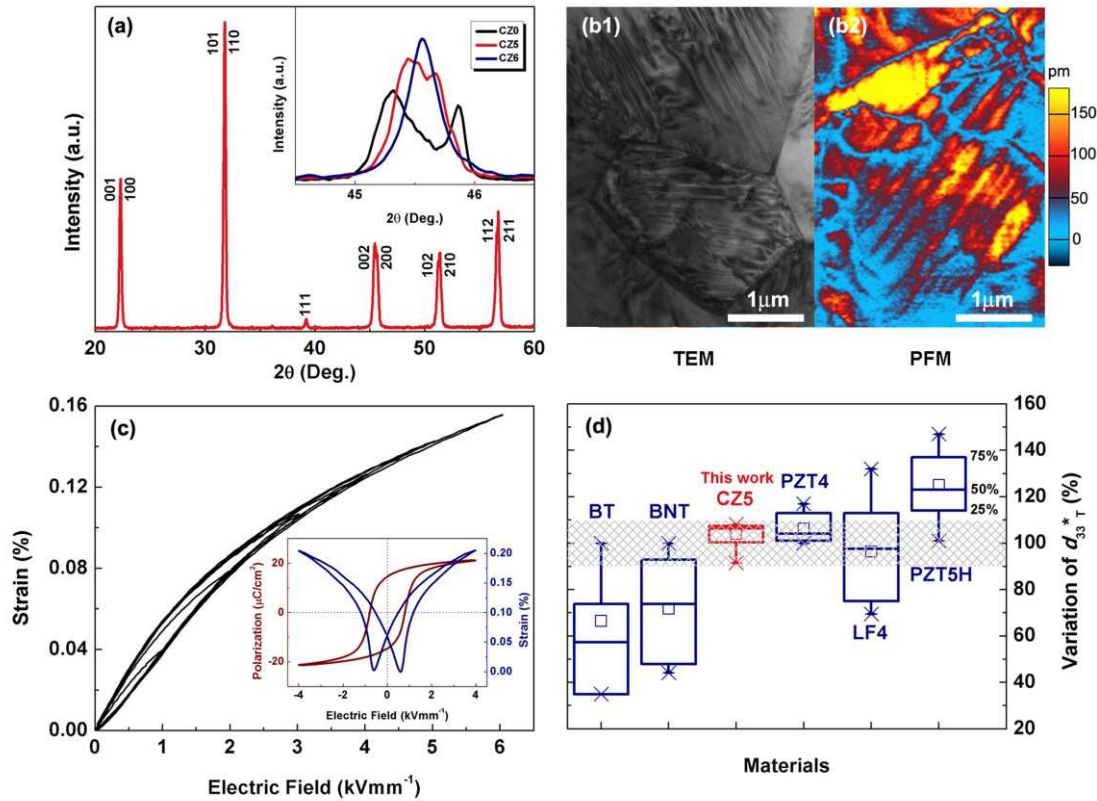 (a)
CZ0
CZ5
CZ6
Intensity (a.u.)
45 46
2θ (Deg.)
Intensity (a.u.)
001
100
101
110
111
002
200
102
210
112
211
20 30 40 50 60
2θ (Deg.)
(b1)
1μm
TEM
(b2)
1μm
PFM
pm
150
100
50
0
(c)
0.16
0.12
0.08
0.04
0.00
Strain (%)
0 1 2 3 4 5 6
Electric Field (kVmm⁻¹)
Polarization (μC/cm²)
20
0
-20
0.20
0.15
0.10
0.05
0.00
Strain (%)
-4 -2 0 2 4
Electric Field (kVmm⁻¹)
(d)
BT
BNT
This work
CZ5
PZT4
LF4
PZT5H
75%
50%
25%
160
140
120
100
80
60
40
20
Variation of d₃₃*T (%)
Materials